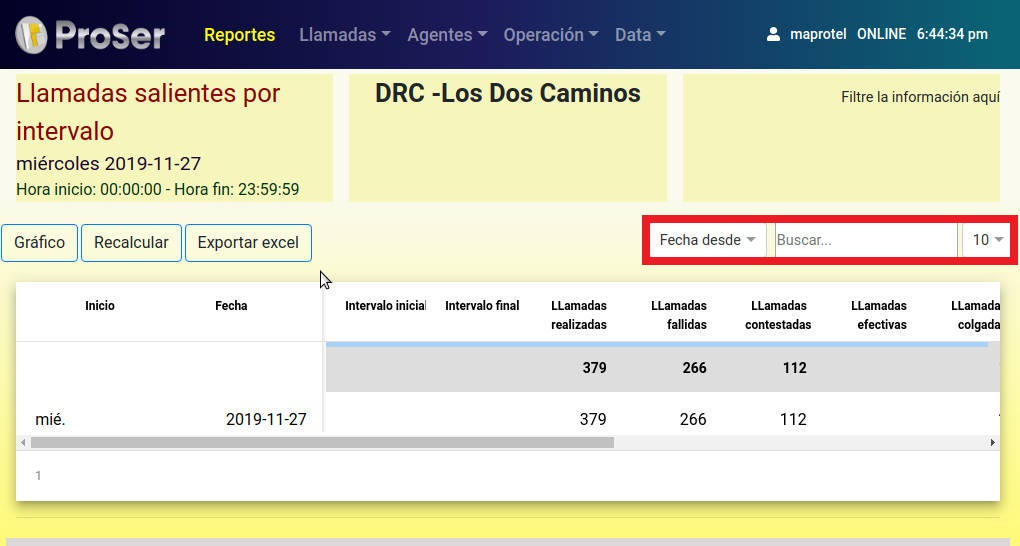 ProSer Reportes Llamadas Agentes Operación Data maprotel ONLINE 6:44:34 pm
Llamadas salientes por
intervalo
miércoles 2019-11-27
Hora inicio: 00:00:00 - Hora fin: 23:59:59
DRC -Los Dos Caminos
Filtre la información aquí
Gráfico Recalcular Exportar excel Fecha desde Buscar... 10
Inicio Fecha Intervalo inicial Intervalo final LLamadas LLamadas LLamadas LLamadas LLamada
realizadas fallidas contestadas efectivas colgada
379 266 112
mié. 2019-11-27 379 266 112
1